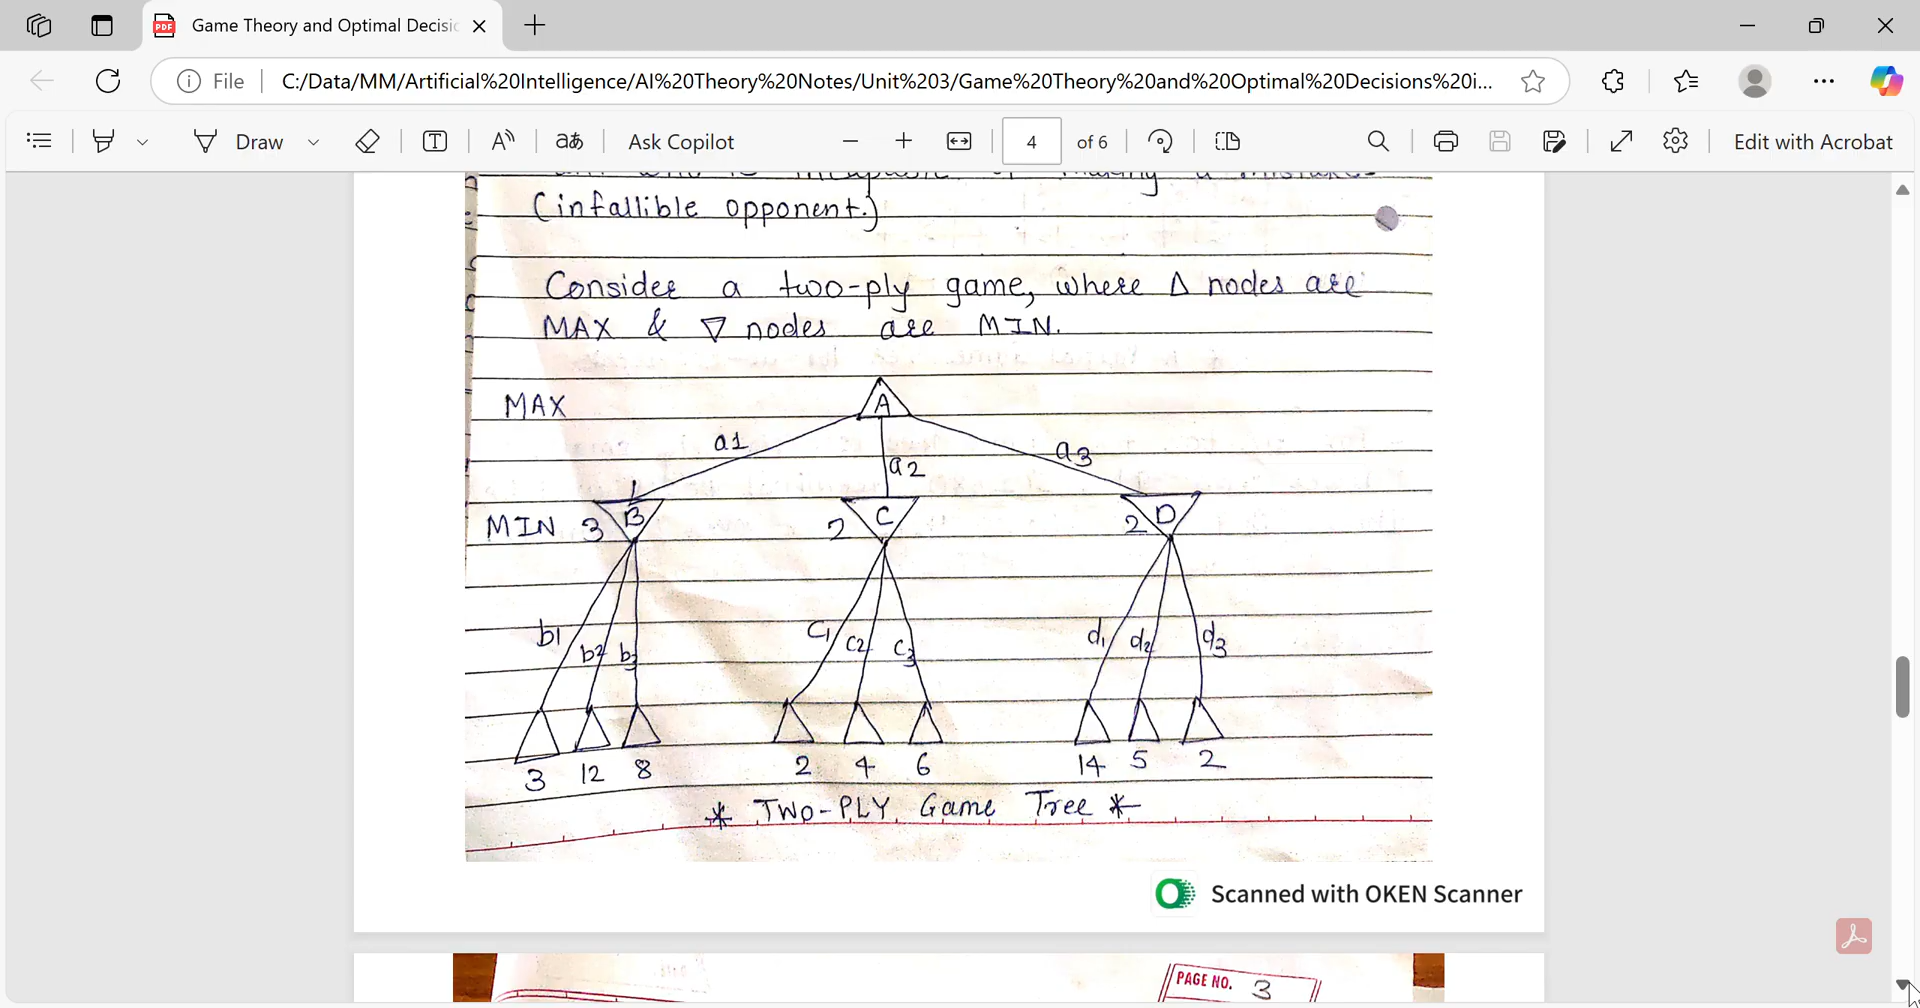 Game Theory and Optimal Decisic
File
C:/Data/MM/Artificial%20Intelligence/AI%20Theory%20Notes/Unit%203/Game%20Theory%20and%20Optimal%20Decisions%20i...
Draw
Ask Copilot
4 of 6
Edit with Acrobat
(infallible opponent.)
Consider a two-ply game, where Δ nodes are
MAX & ∇ nodes are MIN.
MAX
A
a1
a2
a3
MIN 3 B
2 C
2 D
b1 b2 b3
c1 c2 c3
d1 d2 d3
3 12 8
2 4 6
14 5 2
* TWO-PLY Game Tree *
Scanned with OKEN Scanner
PAGE NO. 3